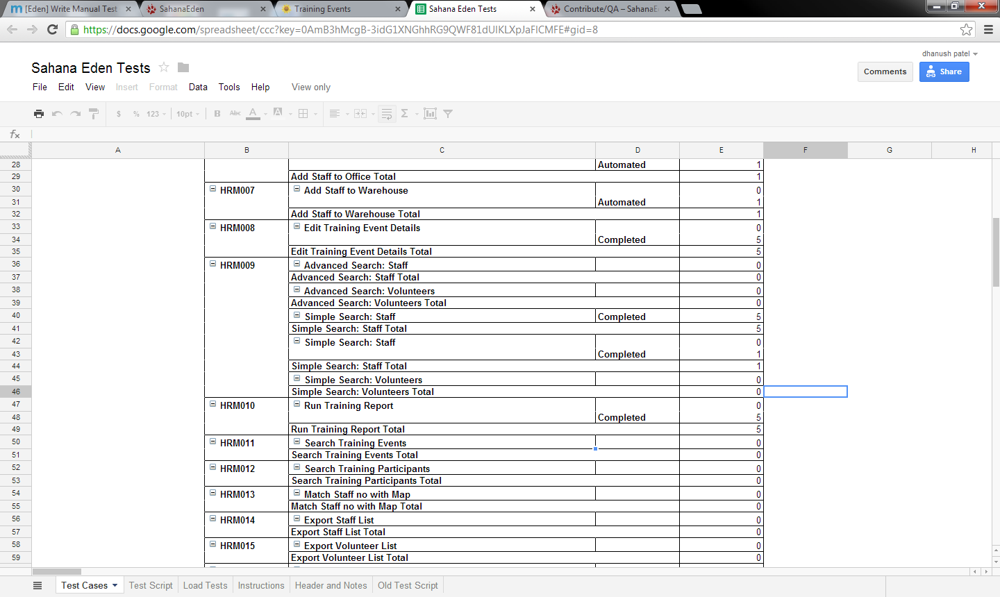 [Eden] Write Manual Test
SahanaEden
Training Events
Sahana Eden Tests
Contribute/QA – SahanaE
https://docs.google.com/spreadsheet/ccc?key=0AmB3hMcgB-3idG1XNGhhRG9QWF81dUlKLXpJaFlCMFE#gid=8
dhanush patel
Sahana Eden Tests
Comments
Share
File Edit View Insert Format Data Tools Help View only
$ % 123 10pt B Abc A A Σ
fx
A B C D E F G H
28 Automated 1
29 Add Staff to Office Total 1
30 HRM007 Add Staff to Warehouse 0
31 Automated 1
32 Add Staff to Warehouse Total 1
33 HRM008 Edit Training Event Details 0
34 Completed 5
35 Edit Training Event Details Total 5
36 HRM009 Advanced Search: Staff 0
37 Advanced Search: Staff Total 0
38 Advanced Search: Volunteers 0
39 Advanced Search: Volunteers Total 0
40 Simple Search: Staff Completed 5
41 Simple Search: Staff Total 5
42 Simple Search: Staff 0
43 Completed 1
44 Simple Search: Staff Total 1
45 Simple Search: Volunteers 0
46 Simple Search: Volunteers Total 0
47 HRM010 Run Training Report 0
48 Completed 5
49 Run Training Report Total 5
50 HRM011 Search Training Events 0
51 Search Training Events Total 0
52 HRM012 Search Training Participants 0
53 Search Training Participants Total 0
54 HRM013 Match Staff no with Map 0
55 Match Staff no with Map Total 0
56 HRM014 Export Staff List 0
57 Export Staff List Total 0
58 HRM015 Export Volunteer List 0
59 Export Volunteer List Total 0
Test Cases Test Script Load Tests Instructions Header and Notes Old Test Script